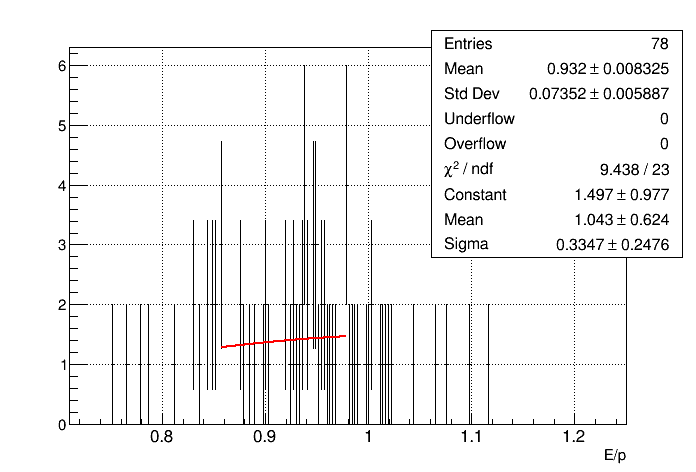 Entries 78
Mean 0.932 ± 0.008325
Std Dev 0.07352 ± 0.005887
Underflow 0
Overflow 0
χ² / ndf 9.438 / 23
Constant 1.497 ± 0.977
Mean 1.043 ± 0.624
Sigma 0.3347 ± 0.2476
6
5
4
3
2
1
0
0.8 0.9 1 1.1 1.2
E/p